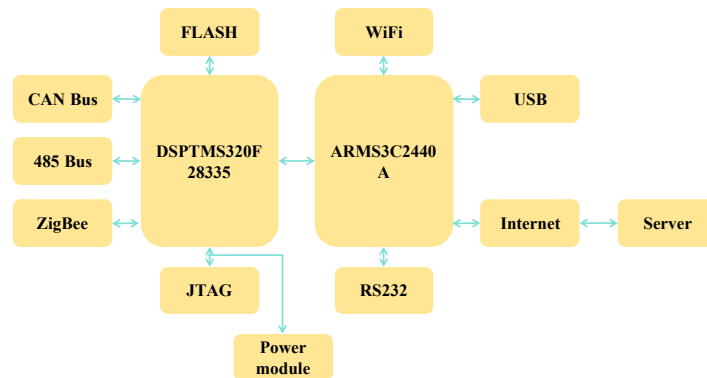 FLASH
WiFi
CAN Bus
USB
DSPTMS320F
28335
ARMS3C2440
A
485 Bus
ZigBee
Internet
Server
JTAG
RS232
Power
module